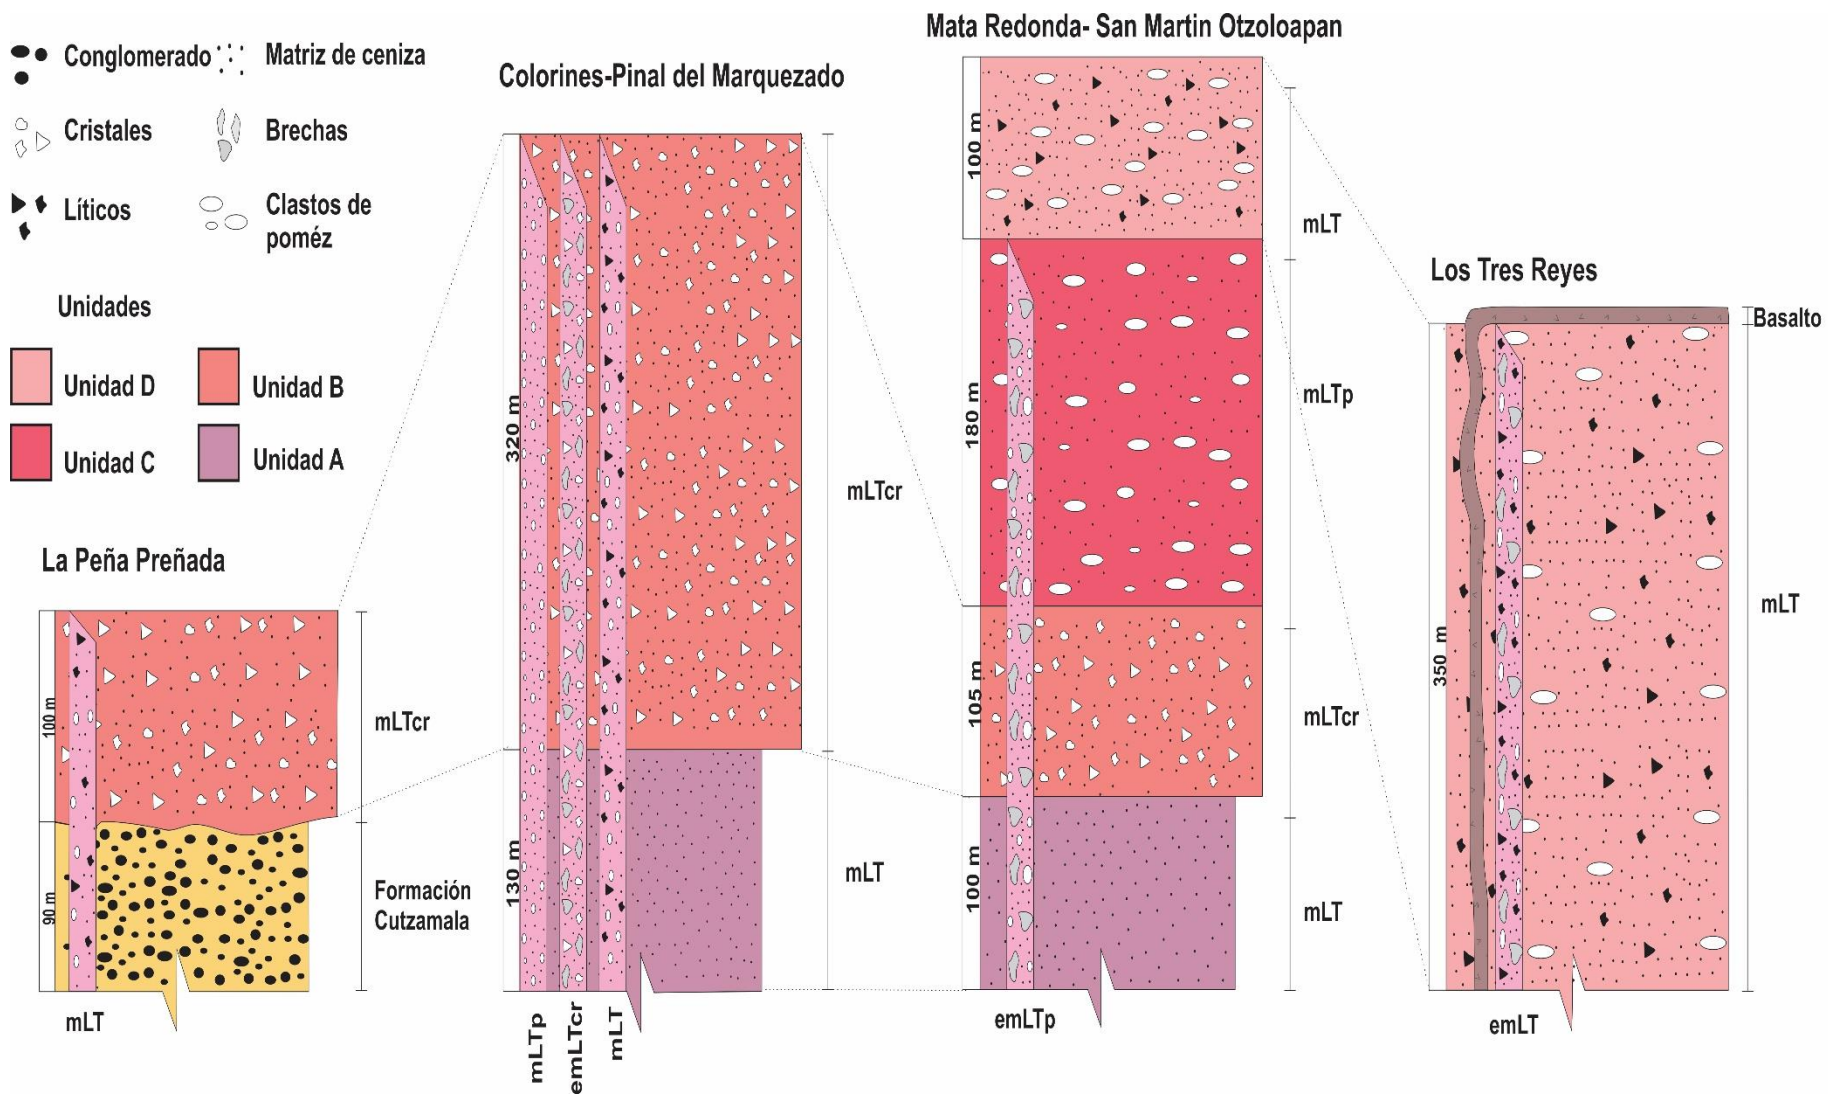 Conglomerado
Matriz de ceniza
Cristales
Brechas
Líticos
Clastos de
poméz
Unidades
Unidad D
Unidad B
Unidad C
Unidad A
La Peña Preñada
100 m
90 m
mLTcr
Formación
Cutzamala
mLT
Colorines-Pinal del Marquezado
320 m
130 m
mLTcr
mLT
mLTp
emLTcr
mLT
Mata Redonda- San Martin Otzoloapan
100 m
180 m
105 m
100 m
mLT
mLTp
mLTcr
mLT
emLTp
Los Tres Reyes
Basalto
350 m
mLT
emLT